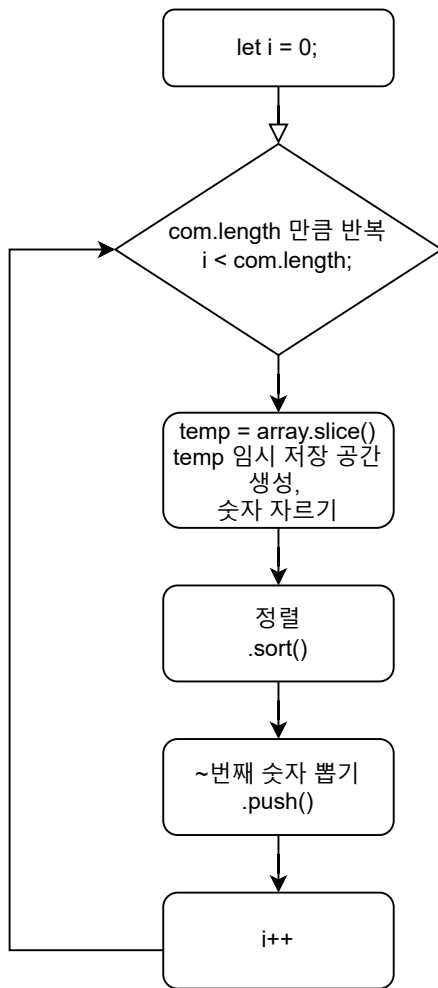 let i = 0;
com.length 만큼 반복
i < com.length;
temp = array.slice()
temp 임시 저장 공간
생성,
숫자 자르기
정렬
.sort()
~번째 숫자 뽑기
.push()
i++